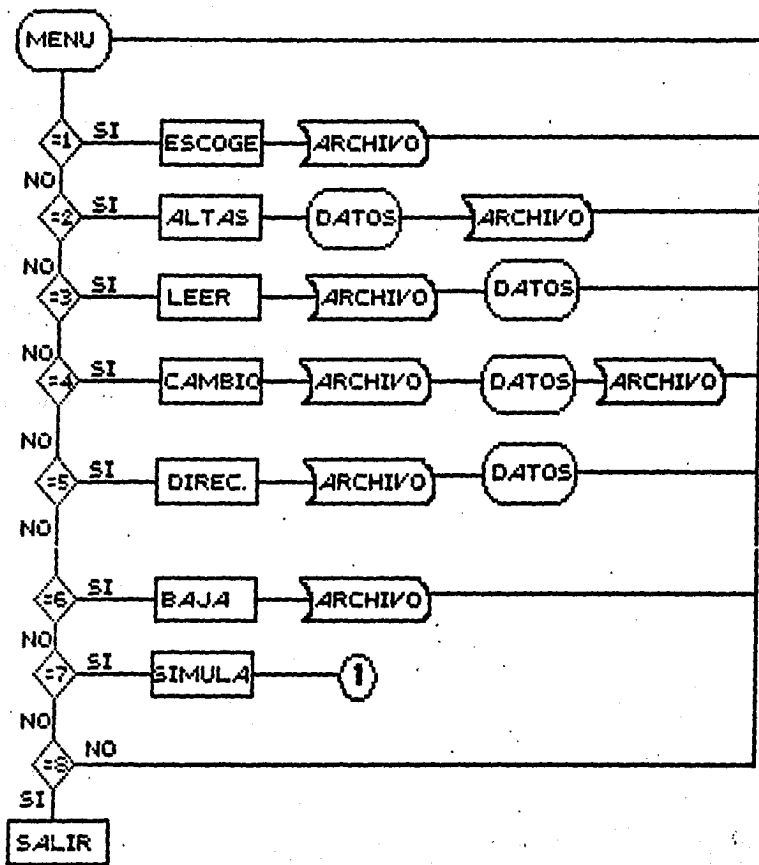 MENU
=1 SI ESCOGE ARCHIVO
NO
=2 SI ALTAS DATOS ARCHIVO
NO
=3 SI LEER ARCHIVO DATOS
NO
=4 SI CAMBIO ARCHIVO DATOS ARCHIVO
NO
=5 SI DIREC. ARCHIVO DATOS
NO
=6 SI BAJA ARCHIVO
NO
=7 SI SIMULA 1
NO
=8 NO
SI
SALIR